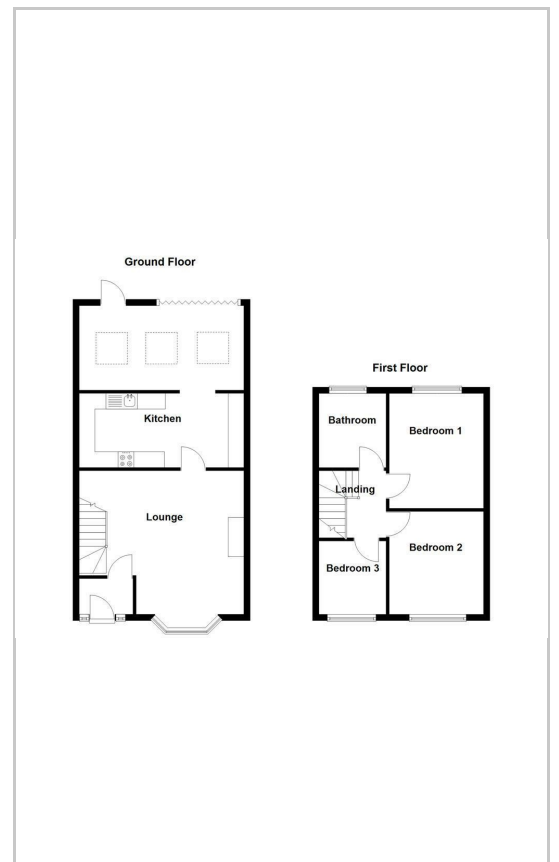 Ground Floor
Kitchen
Lounge
First Floor
Bathroom
Bedroom 1
Landing
Bedroom 2
Bedroom 3